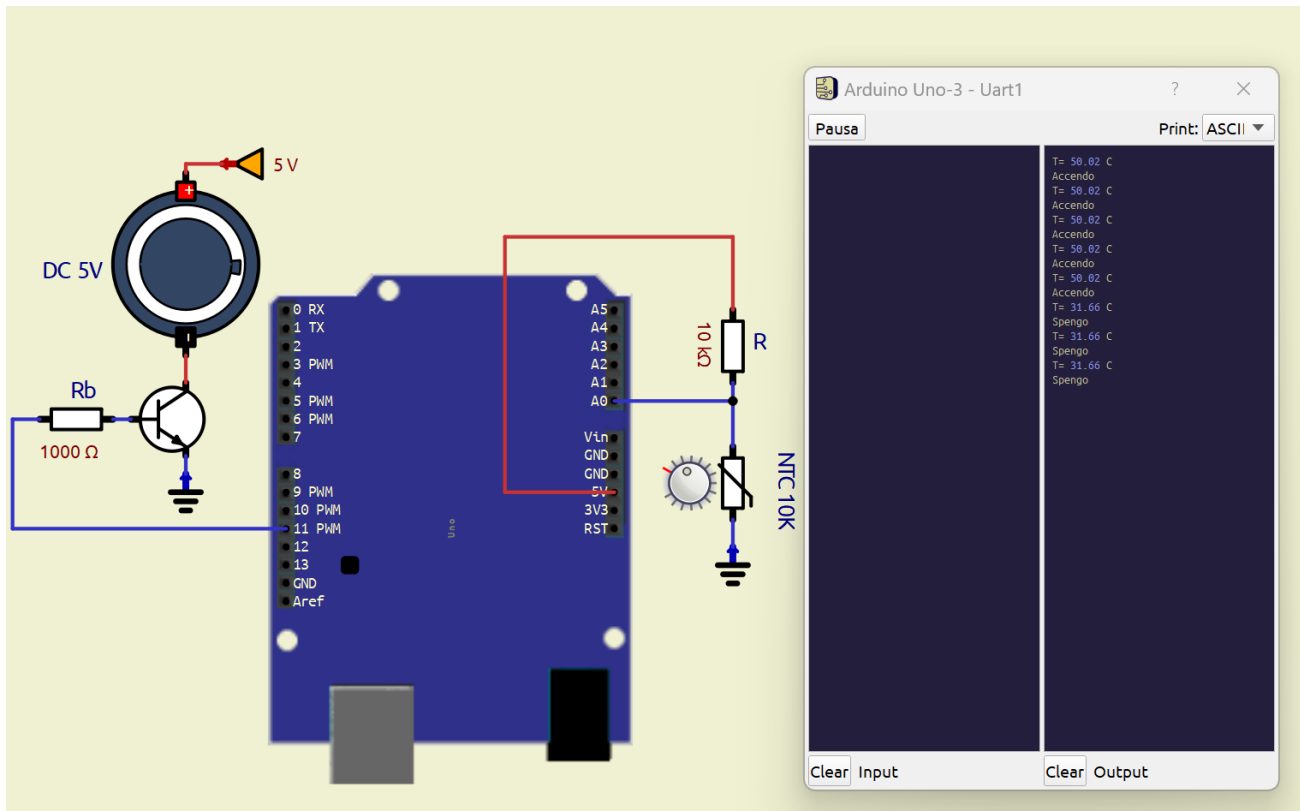 5 V
DC 5V
Rb
1000 Ω
0 RX
1 TX
2
3 PWM
4
5 PWM
6 PWM
7
8
9 PWM
10 PWM
11 PWM
12
13
GND
Aref
Uno
A5
A4
A3
A2
A1
A0
Vin
GND
GND
5V
3V3
RST
10 kΩ
R
NTC 10K
Arduino Uno-3 - Uart1
?
Pausa
Print: ASCII
T= 50.02 C
Accendo
T= 50.02 C
Accendo
T= 50.02 C
Accendo
T= 50.02 C
Accendo
T= 50.02 C
Accendo
T= 31.66 C
Spengo
T= 31.66 C
Spengo
T= 31.66 C
Spengo
Clear Input
Clear Output